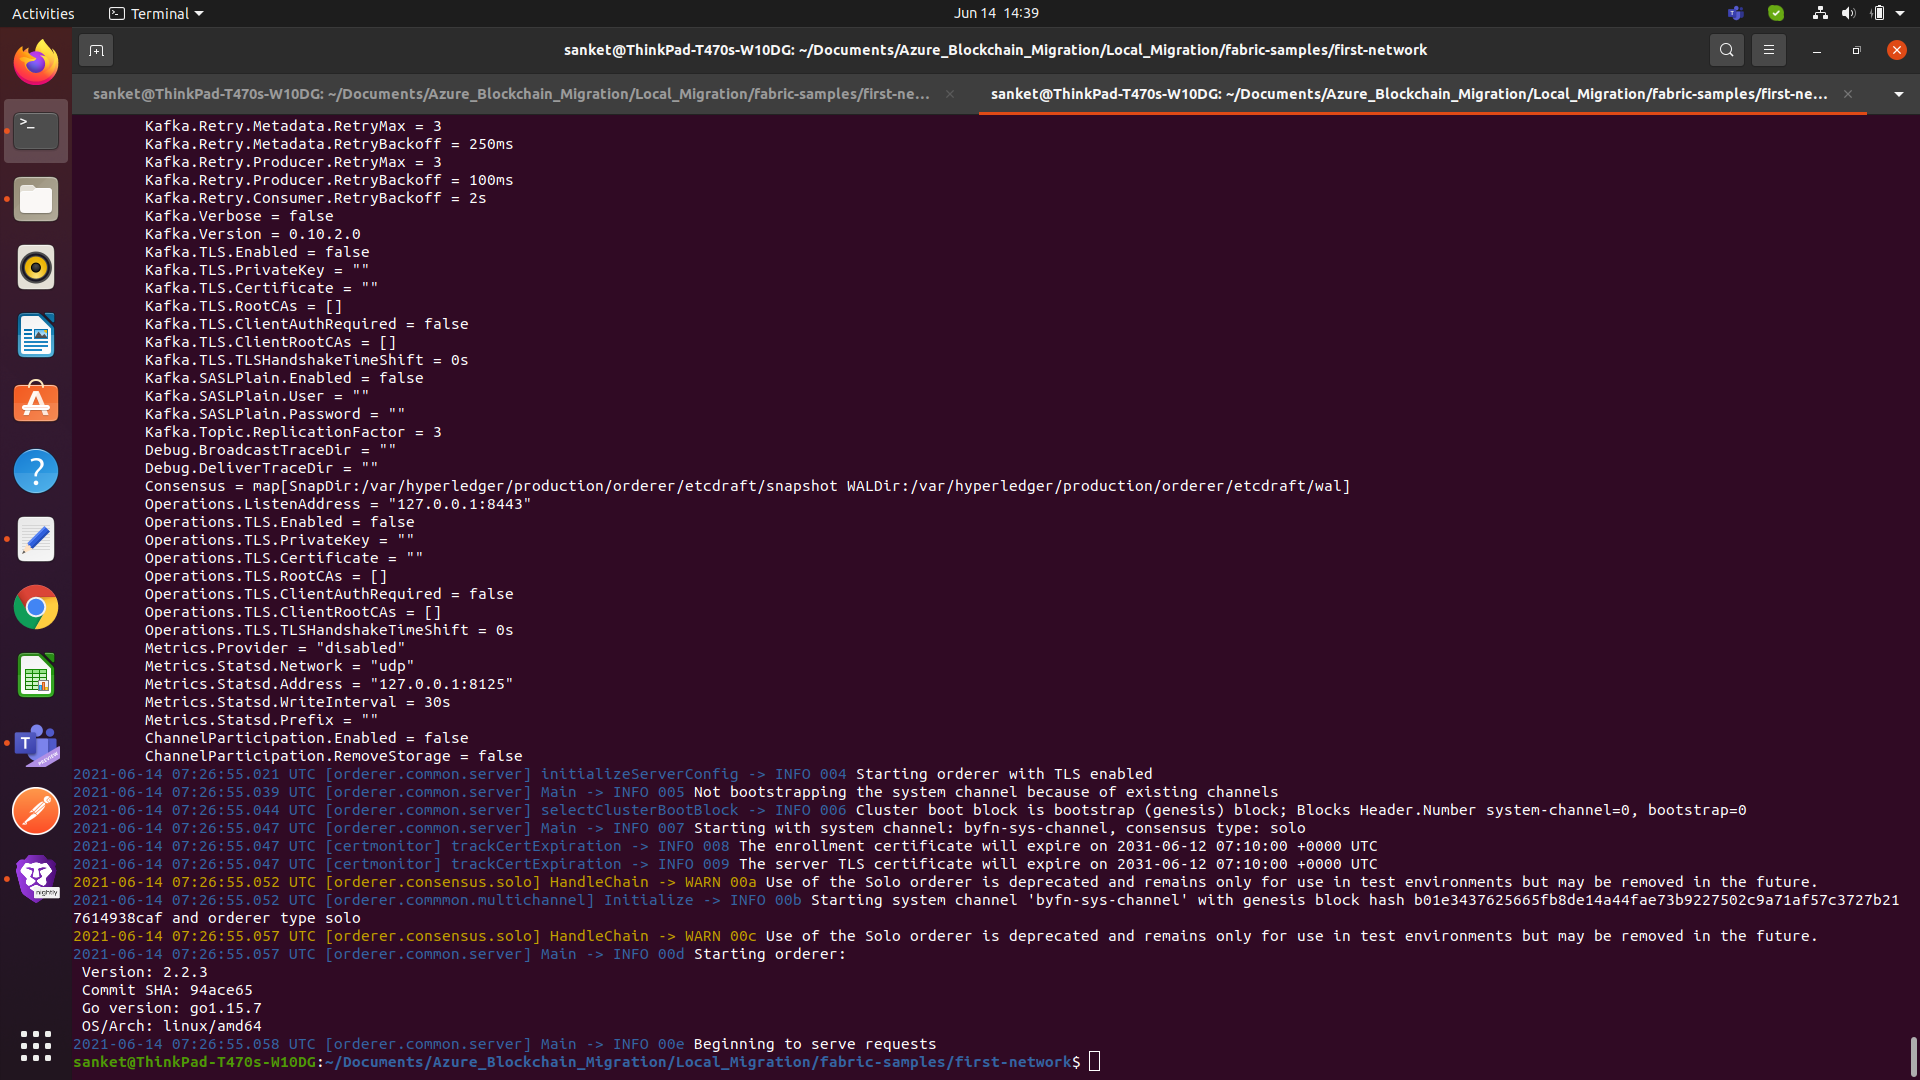 Activities
Terminal
Jun 14 14:39
sanket@ThinkPad-T470s-W10DG: ~/Documents/Azure_Blockchain_Migration/Local_Migration/fabric-samples/first-network
sanket@ThinkPad-T470s-W10DG: ~/Documents/Azure_Blockchain_Migration/Local_Migration/fabric-samples/first-ne...
sanket@ThinkPad-T470s-W10DG: ~/Documents/Azure_Blockchain_Migration/Local_Migration/fabric-samples/first-ne...
Kafka.Retry.Metadata.RetryMax = 3
Kafka.Retry.Metadata.RetryBackoff = 250ms
Kafka.Retry.Producer.RetryMax = 3
Kafka.Retry.Producer.RetryBackoff = 100ms
Kafka.Retry.Consumer.RetryBackoff = 2s
Kafka.Verbose = false
Kafka.Version = 0.10.2.0
Kafka.TLS.Enabled = false
Kafka.TLS.PrivateKey = ""
Kafka.TLS.Certificate = ""
Kafka.TLS.RootCAs = []
Kafka.TLS.ClientAuthRequired = false
Kafka.TLS.ClientRootCAs = []
Kafka.TLS.TLSHandshakeTimeShift = 0s
Kafka.SASLPlain.Enabled = false
Kafka.SASLPlain.User = ""
Kafka.SASLPlain.Password = ""
Kafka.Topic.ReplicationFactor = 3
Debug.BroadcastTraceDir = ""
Debug.DeliverTraceDir = ""
Consensus = map[SnapDir:/var/hyperledger/production/orderer/etcdraft/snapshot WALDir:/var/hyperledger/production/orderer/etcdraft/wal]
Operations.ListenAddress = "127.0.0.1:8443"
Operations.TLS.Enabled = false
Operations.TLS.PrivateKey = ""
Operations.TLS.Certificate = ""
Operations.TLS.RootCAs = []
Operations.TLS.ClientAuthRequired = false
Operations.TLS.ClientRootCAs = []
Operations.TLS.TLSHandshakeTimeShift = 0s
Metrics.Provider = "disabled"
Metrics.Statsd.Network = "udp"
Metrics.Statsd.Address = "127.0.0.1:8125"
Metrics.Statsd.WriteInterval = 30s
Metrics.Statsd.Prefix = ""
ChannelParticipation.Enabled = false
ChannelParticipation.RemoveStorage = false
2021-06-14 07:26:55.021 UTC [orderer.common.server] initializeServerConfig -> INFO 004 Starting orderer with TLS enabled
2021-06-14 07:26:55.039 UTC [orderer.common.server] Main -> INFO 005 Not bootstrapping the system channel because of existing channels
2021-06-14 07:26:55.044 UTC [orderer.common.server] selectClusterBootBlock -> INFO 006 Cluster boot block is bootstrap (genesis) block; Blocks Header.Number system-channel=0, bootstrap=0
2021-06-14 07:26:55.047 UTC [orderer.common.server] Main -> INFO 007 Starting with system channel: byfn-sys-channel, consensus type: solo
2021-06-14 07:26:55.047 UTC [certmonitor] trackCertExpiration -> INFO 008 The enrollment certificate will expire on 2031-06-12 07:10:00 +0000 UTC
2021-06-14 07:26:55.047 UTC [certmonitor] trackCertExpiration -> INFO 009 The server TLS certificate will expire on 2031-06-12 07:10:00 +0000 UTC
2021-06-14 07:26:55.052 UTC [orderer.consensus.solo] HandleChain -> WARN 00a Use of the Solo orderer is deprecated and remains only for use in test environments but may be removed in the future.
2021-06-14 07:26:55.052 UTC [orderer.commmon.multichannel] Initialize -> INFO 00b Starting system channel 'byfn-sys-channel' with genesis block hash b01e3437625665fb8de14a44fae73b9227502c9a71af57c3727b21
7614938caf and orderer type solo
2021-06-14 07:26:55.057 UTC [orderer.consensus.solo] HandleChain -> WARN 00c Use of the Solo orderer is deprecated and remains only for use in test environments but may be removed in the future.
2021-06-14 07:26:55.057 UTC [orderer.common.server] Main -> INFO 00d Starting orderer:
Version: 2.2.3
Commit SHA: 94ace65
Go version: go1.15.7
OS/Arch: linux/amd64
2021-06-14 07:26:55.058 UTC [orderer.common.server] Main -> INFO 00e Beginning to serve requests
sanket@ThinkPad-T470s-W10DG:~/Documents/Azure_Blockchain_Migration/Local_Migration/fabric-samples/first-network$